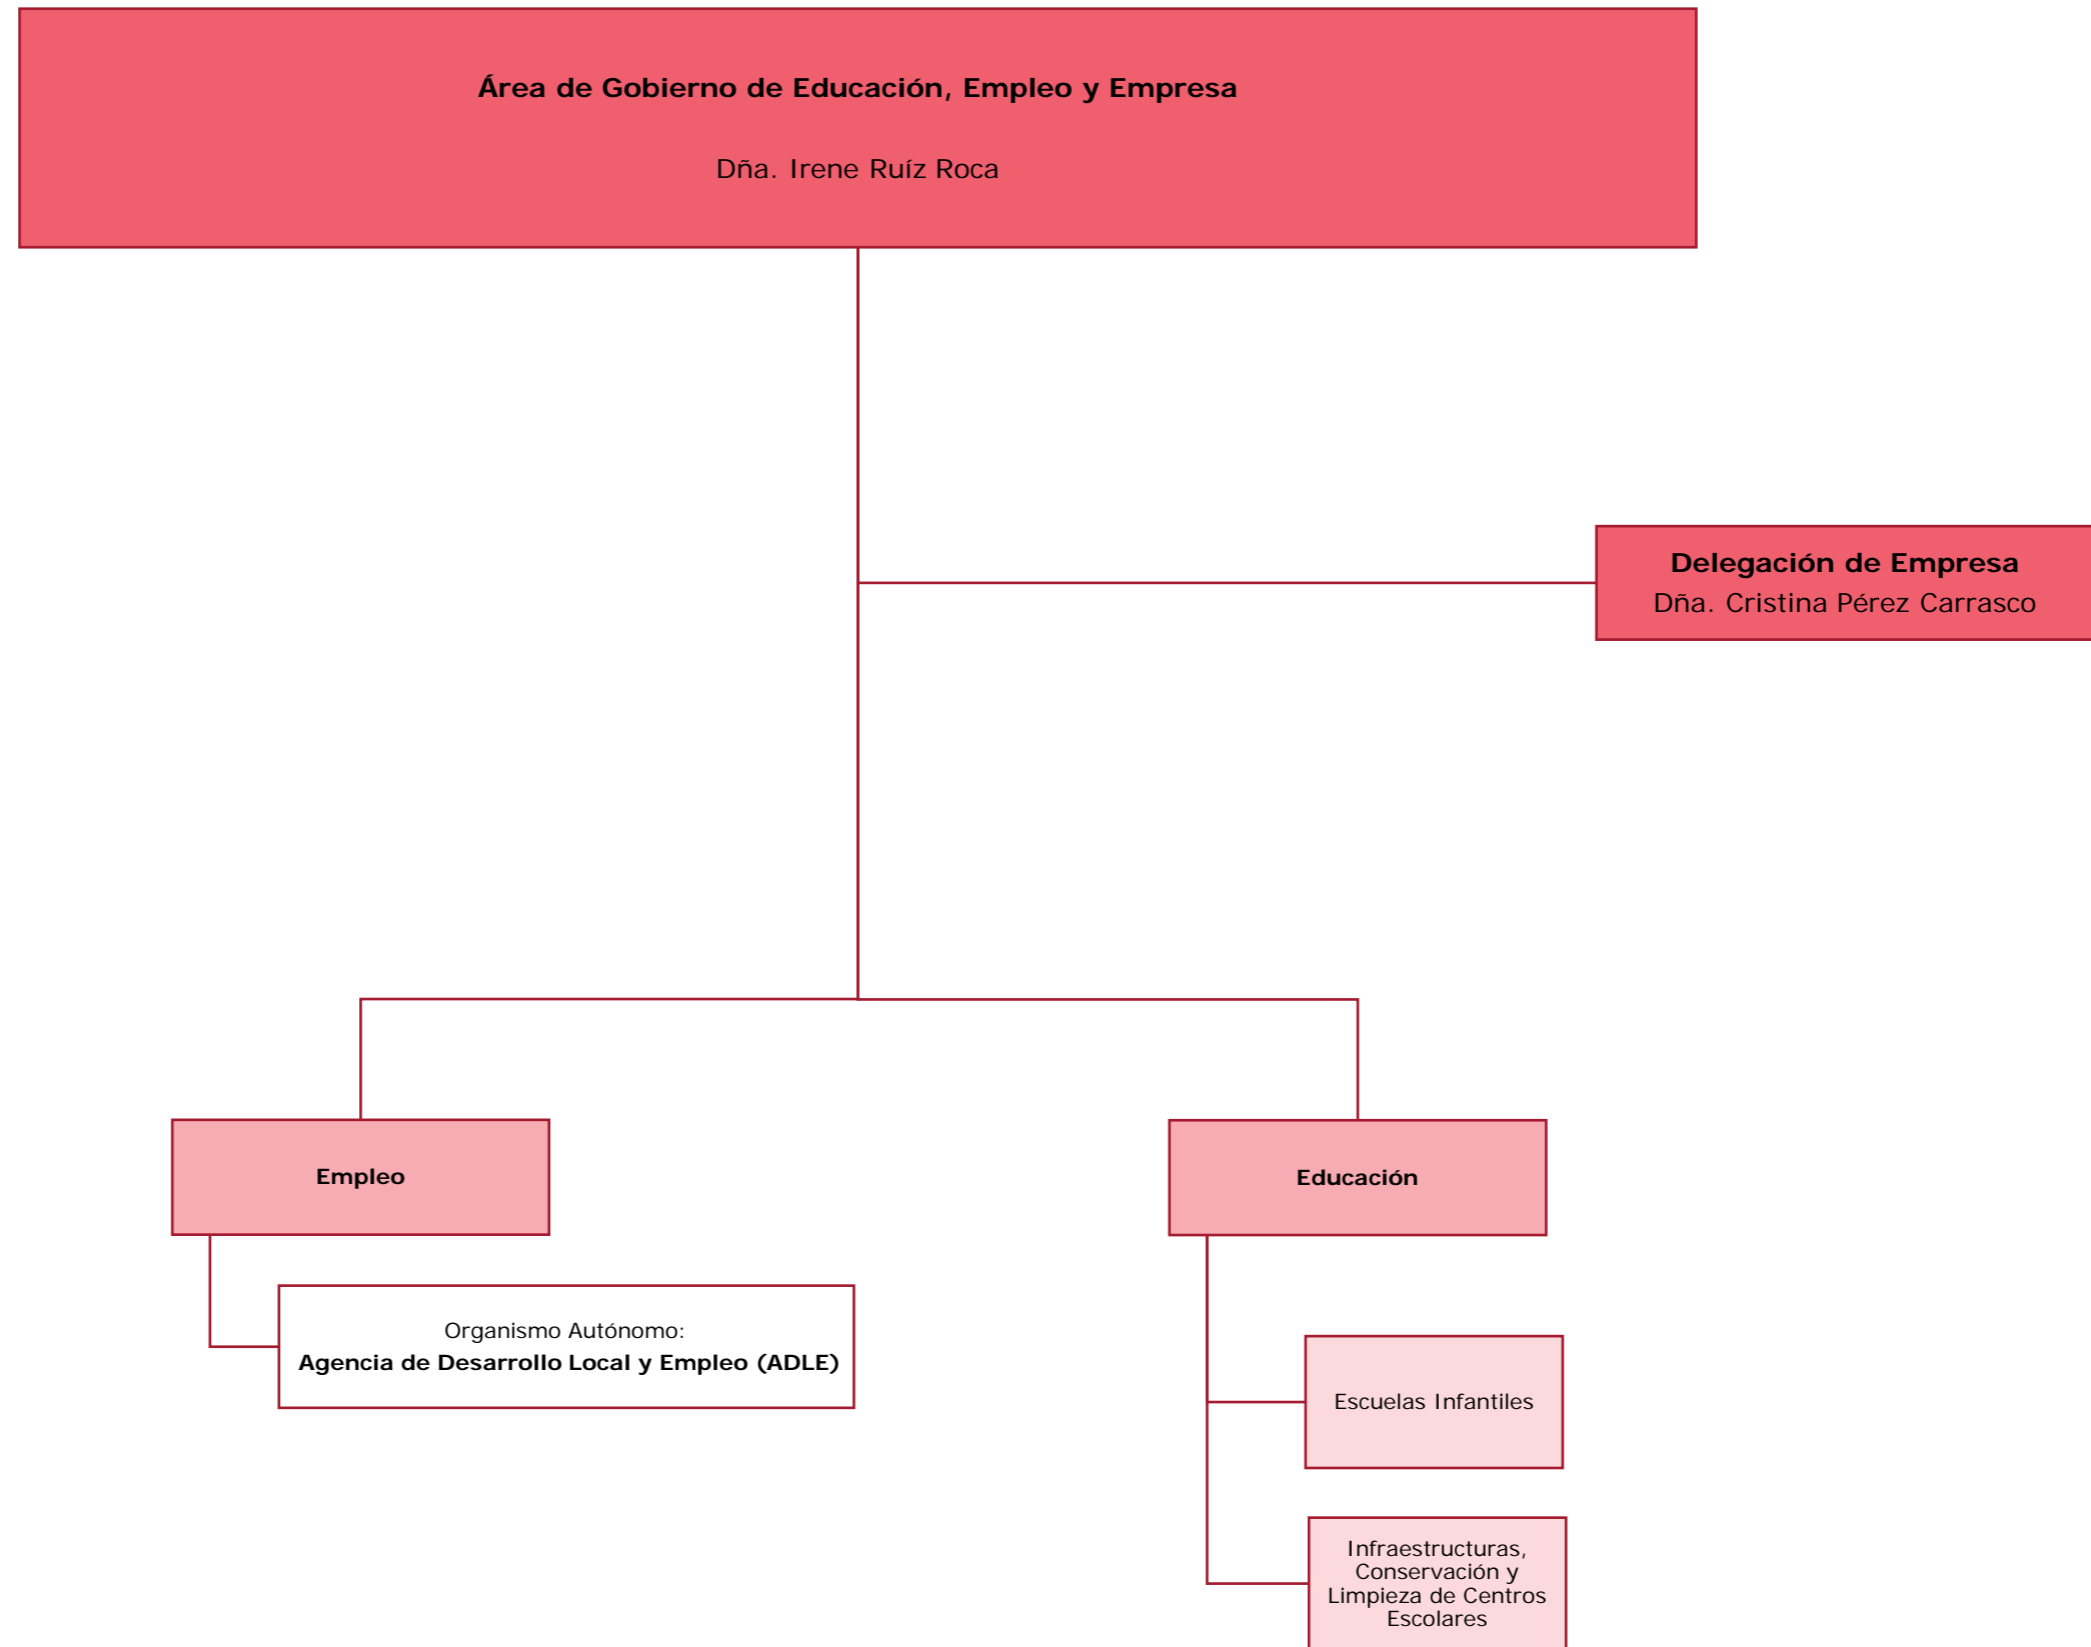 Área de Gobierno de Educación, Empleo y Empresa
Dña. Irene Ruíz Roca
Delegación de Empresa
Dña. Cristina Pérez Carrasco
Empleo
Educación
Organismo Autónomo:
Agencia de Desarrollo Local y Empleo (ADLE)
Escuelas Infantiles
Infraestructuras,
Conservación y
Limpieza de Centros
Escolares